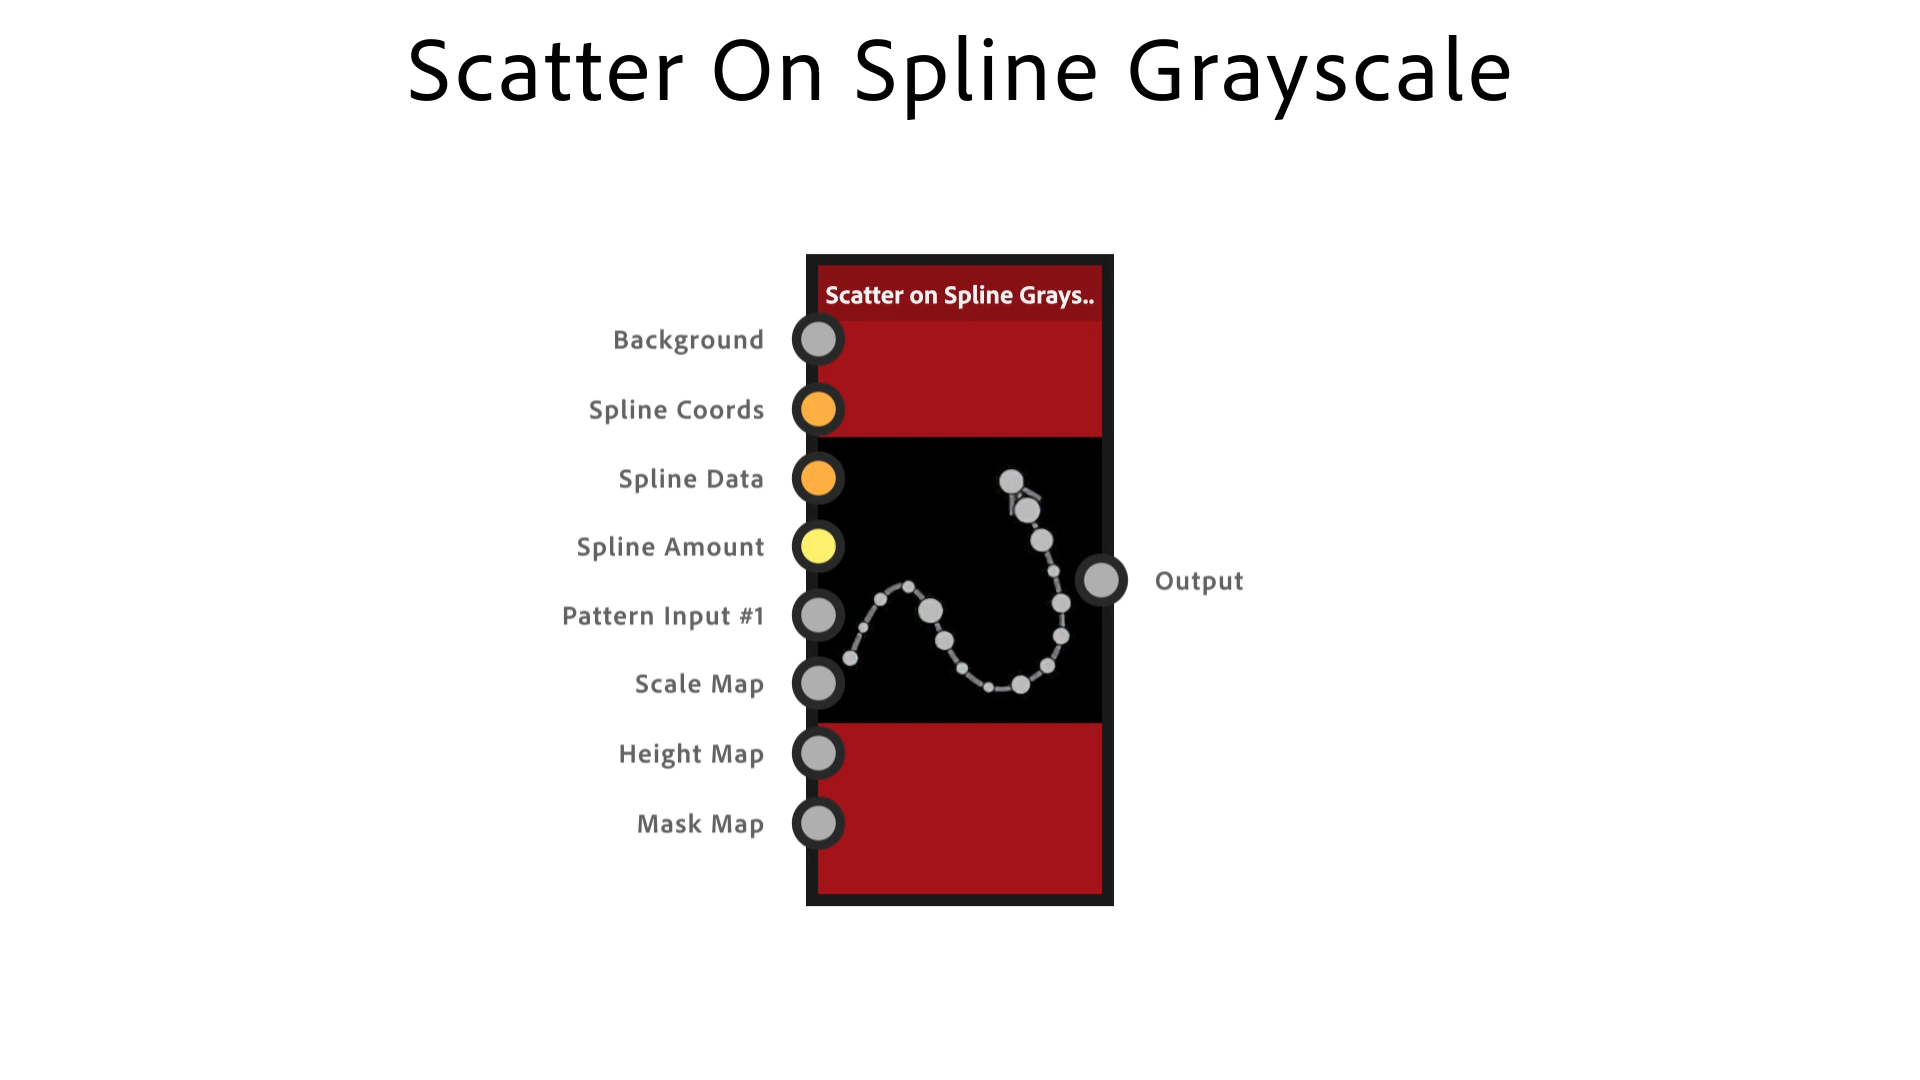 Scatter On Spline Grayscale
Scatter on Spline Grays..
Background
Spline Coords
Spline Data
Spline Amount
Pattern Input #1
Scale Map
Height Map
Mask Map
Output